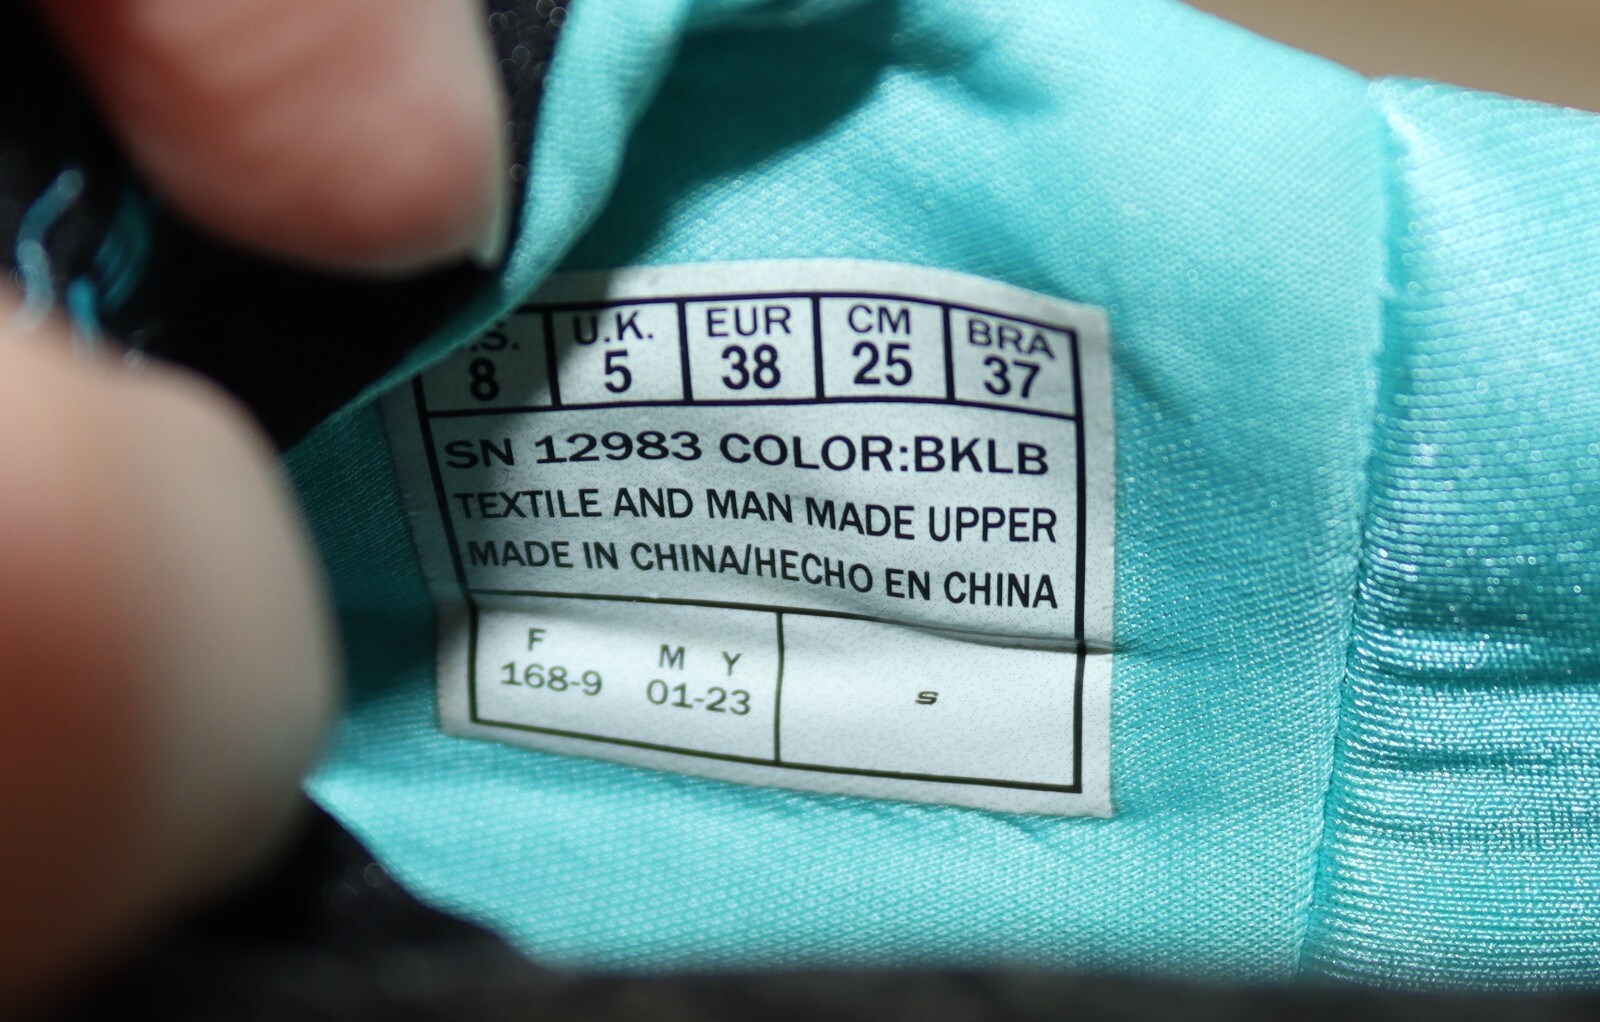 .S. U.K. EUR CM BRA
8 5 38 25 37
SN 12983 COLOR:BKLB
TEXTILE AND MAN MADE UPPER
MADE IN CHINA/HECHO EN CHINA
F M Y
168-9 01-23 S